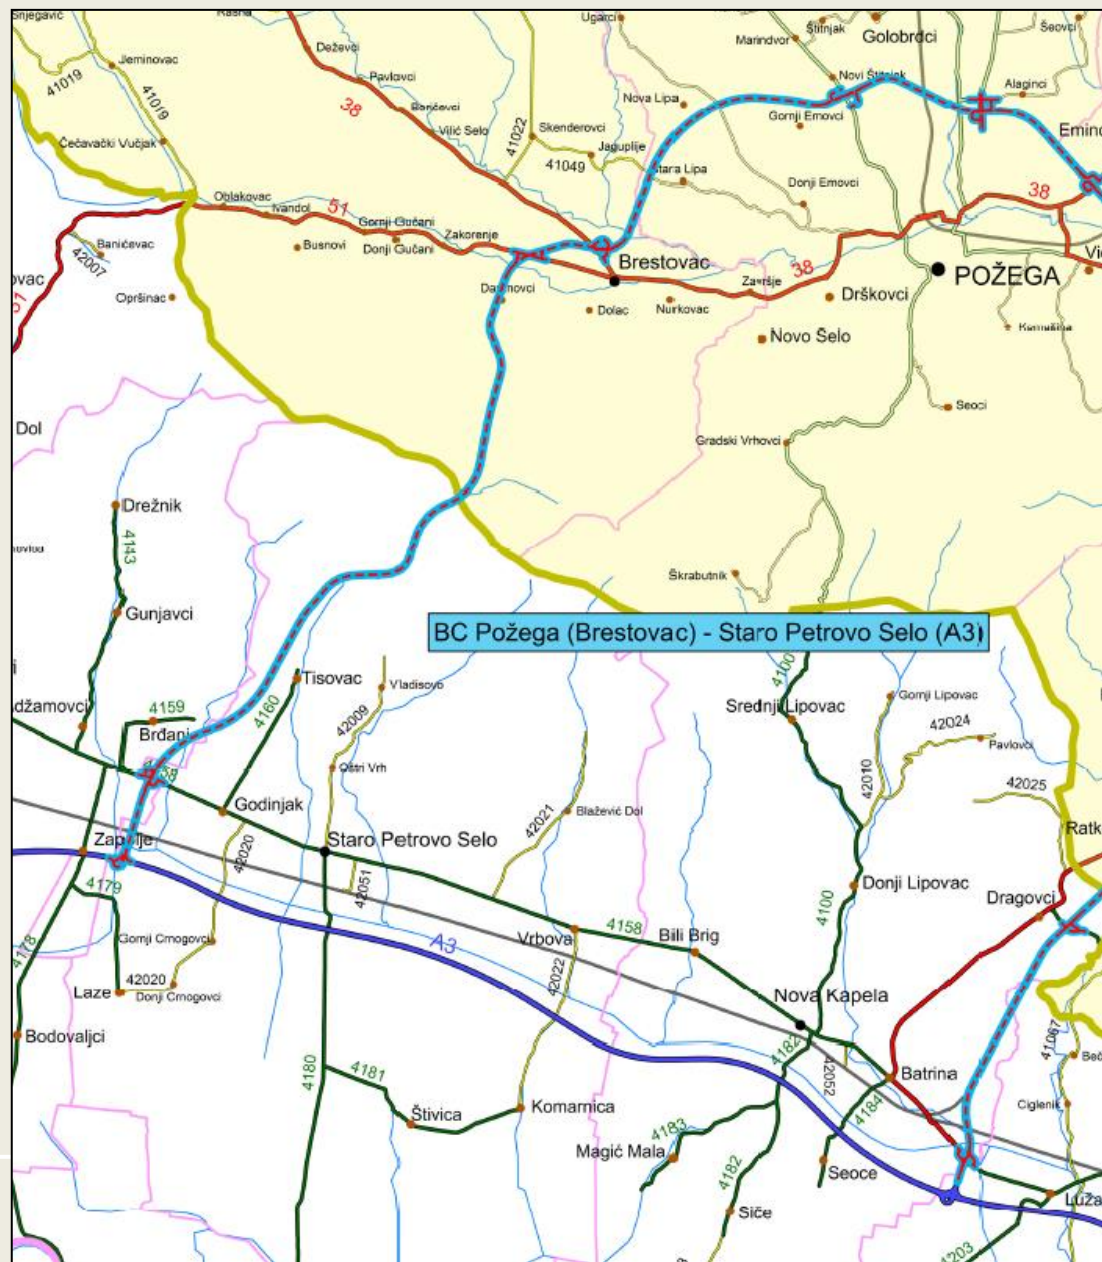 Ugarci
Deževci
Štitnjak
Šeovci
Marindvor
Golobrdci
Jeminovac
Pavlovci
Novi Štitnjak
41019
41019
38
Nova Lipa
Alaginci
Gornji Emovci
Vilić Selo
41022
Skenderovci
Čečavački Vučjak
Jaguplije
41049
Stara Lipa
Donji Emovci
38
Oblakovac
Ivandol
51
Gornji Gučani
Zakorenje
Banićevac
Busnovi
Donji Gučani
42007
Brestovac
38
Završje
POŽEGA
51
Opršinac
Dolac
Nurkovac
Drškovci
Novo Selo
Seoci
Dol
Gradski Vrhovci
Drežnik
4143
Škrabutnik
Gunjavci
BC Požega (Brestovac) - Staro Petrovo Selo (A3)
4100
Tisovac
Vladisovo
Gornji Lipovac
4159
4160
42009
Srednji Lipovac
42024
Brđani
Pavlovci
Oštri Vrh
42010
42025
Godinjak
42021
Blažević Dol
Staro Petrovo Selo
42020
42051
4179
Donji Lipovac
4100
Dragovci
4178
Gornji Crnogovci
A3
Vrbova
4158
Bili Brig
42022
42020
Laze
Donji Crnogovci
Nova Kapela
Bodovaljci
4182
41067
4180
42052
Batrina
4181
4184
Ciglenik
Štivica
Komarnica
4183
Magić Mala
4182
Seoce
Siče